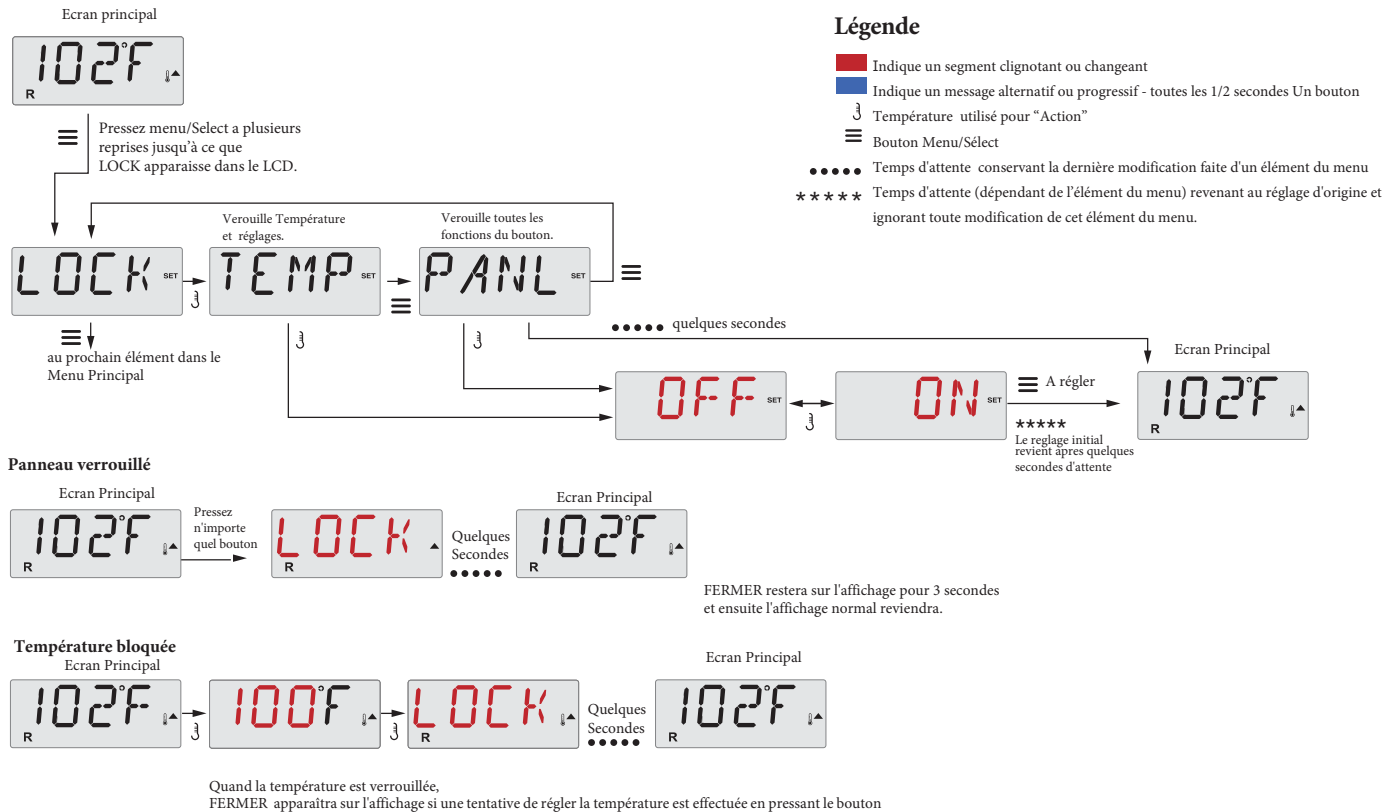 Ecran principal
102°F
R
Pressez menu/Select a plusieurs
reprises jusqu'à ce que
LOCK apparaisse dans le LCD.
Légende
Indique un segment clignotant ou changeant
Indique un message alternatif ou progressif - toutes les 1/2 secondes Un bouton
Température utilisé pour “Action”
Bouton Menu/Sélect
Temps d'attente conservant la dernière modification faite d'un élément du menu
***** Temps d'attente (dépendant de l’élément du menu) revenant au réglage d'origine et
ignorant toute modification de cet élément du menu.
Verouille Température
et réglages.
Verouille toutes les
fonctions du bouton.
LOCK SET
TEMP SET
PANL SET
au prochain élément dans le
Menu Principal
quelques secondes
Ecran Principal
OFF SET
ON SET
A régler
*****
Le reglage initial
revient apres quelques
secondes d'attente
102°F
R
Panneau verrouillé
Ecran Principal
102°F
R
Pressez
n'importe
quel bouton
LOCK
R
Quelques
Secondes
Ecran Principal
102°F
R
FERMER restera sur l'affichage pour 3 secondes
et ensuite l'affichage normal reviendra.
Température bloquée
Ecran Principal
102°F
R
100°F
LOCK
R
Quelques
Secondes
Ecran Principal
102°F
R
Quand la température est verrouillée,
FERMER apparaîtra sur l'affichage si une tentative de régler la température est effectuée en pressant le bouton